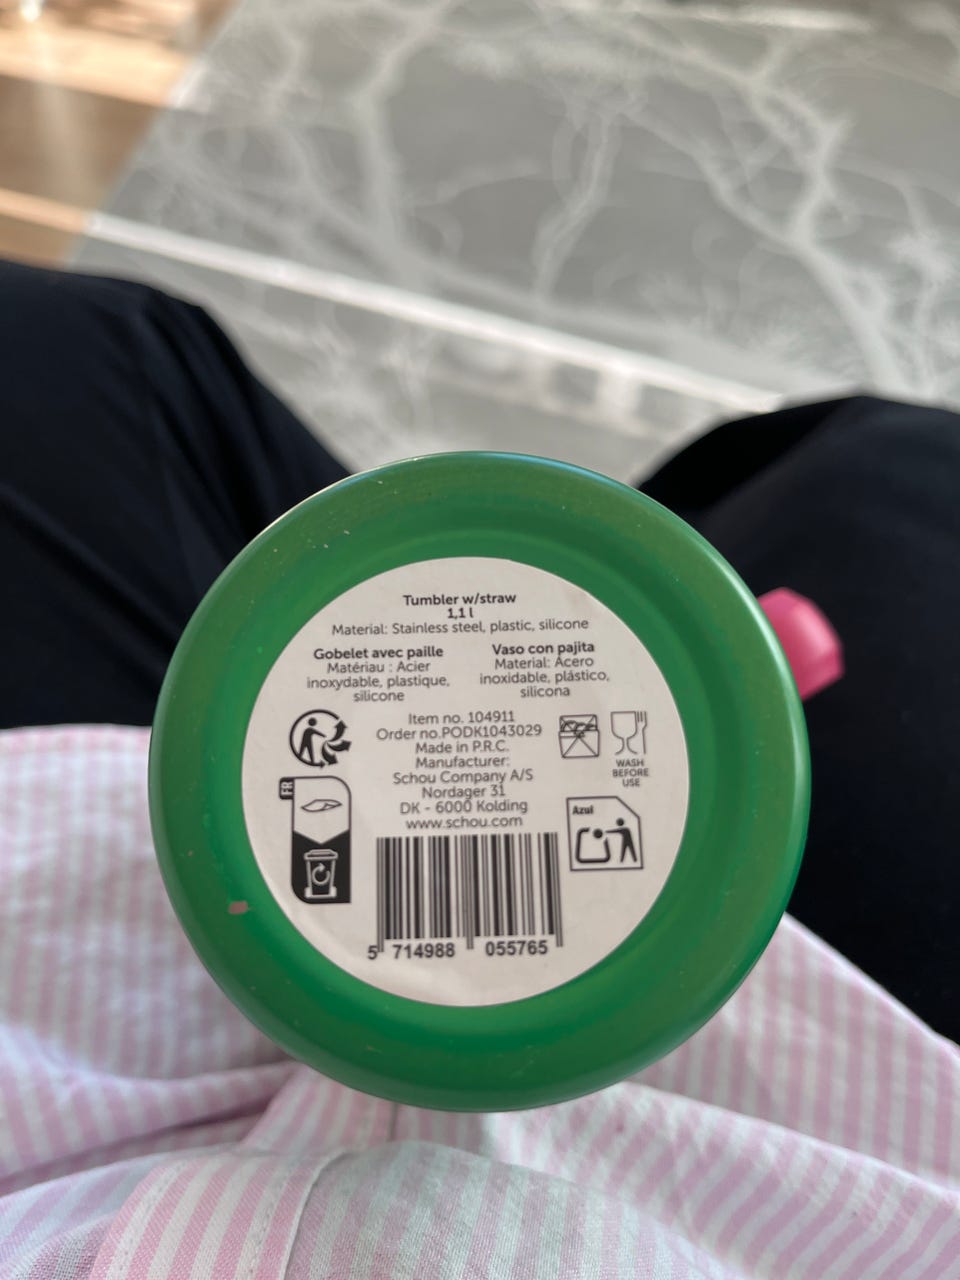 Tumbler w/straw
1,1 l
Material: Stainless steel, plastic, silicone
Gobelet avec paille
Matériau : Acier
inoxydable, plastique,
silicone
Vaso con pajita
Material: Acero
inoxidable, plástico,
silicona
Item no. 104911
Order no.PODK1043029
Made in P.R.C.
Manufacturer:
Schou Company A/S
Nordager 31
DK - 6000 Kolding
www.schou.com
FR
WASH
BEFORE
USE
Azul
5 714988 055765